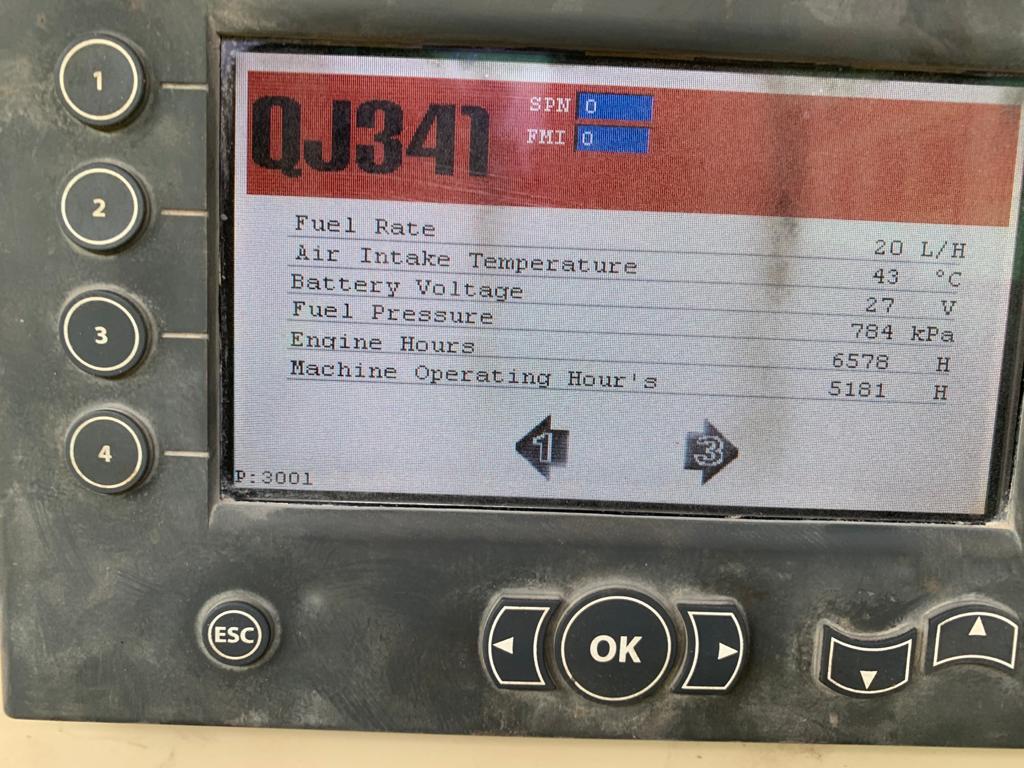 1
2
3
4
QJ341
SPN 0
FMI 0
Fuel Rate 20 L/H
Air Intake Temperature 43 °C
Battery Voltage 27 V
Fuel Pressure 784 kPa
Engine Hours 6578 H
Machine Operating Hour's 5181 H
1 3
P:3001
ESC OK